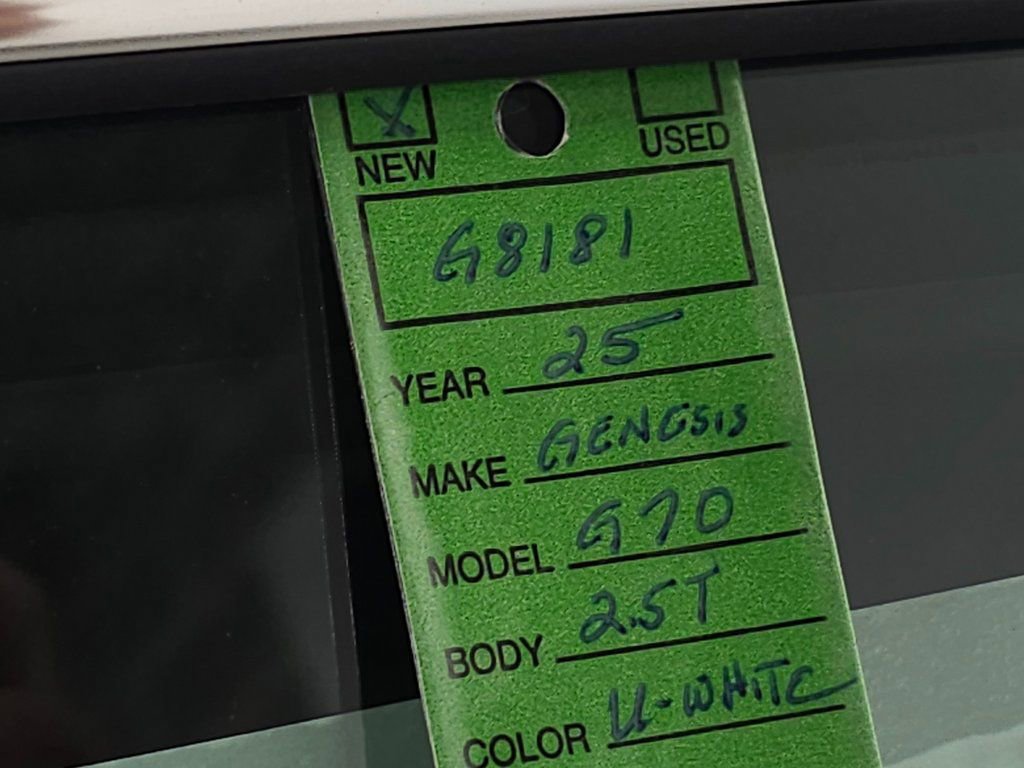 X
NEW USED
G8181
YEAR 25
MAKE GENESIS
MODEL G70
BODY 2.5T
COLOR U-WHITE